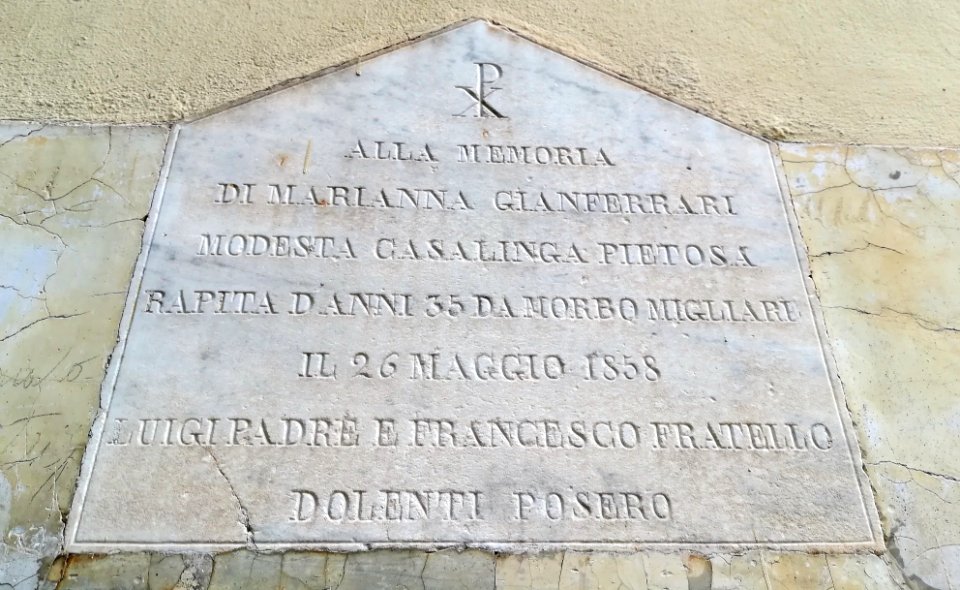 ☧
ALLA MEMORIA
DI MARIANNA GIANFERRARI
MODESTA CASALINGA PIETOSA
RAPITA D'ANNI 35 DA MORBO MIGLIARE
IL 26 MAGGIO 1858
LUIGI PADRE E FRANCESCO FRATELLO
DOLENTI POSERO